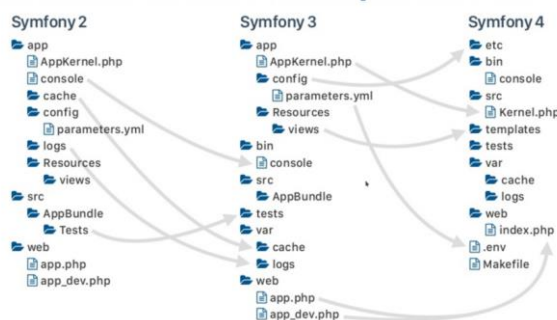 Symfony 2
app
AppKernel.php
console
cache
config
parameters.yml
logs
Resources
views
src
AppBundle
Tests
web
app.php
app_dev.php
Symfony 3
app
AppKernel.php
config
parameters.yml
Resources
views
bin
console
src
AppBundle
tests
var
cache
logs
web
app.php
app_dev.php
Symfony 4
etc
bin
console
src
Kernel.php
templates
tests
var
cache
logs
web
index.php
.env
Makefile